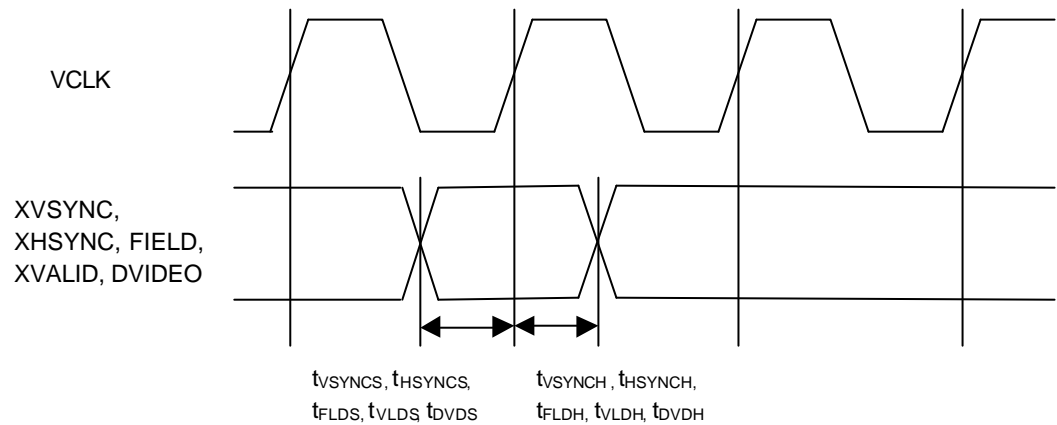 VCLK
XVSYNC,
XHSYNC, FIELD,
XVALID, DVIDEO
tVSYNCS, tHSYNCS,
tFLDS, tVLDS, tDVDS
tVSYNCH, tHSYNCH,
tFLDH, tVLDH, tDVDH